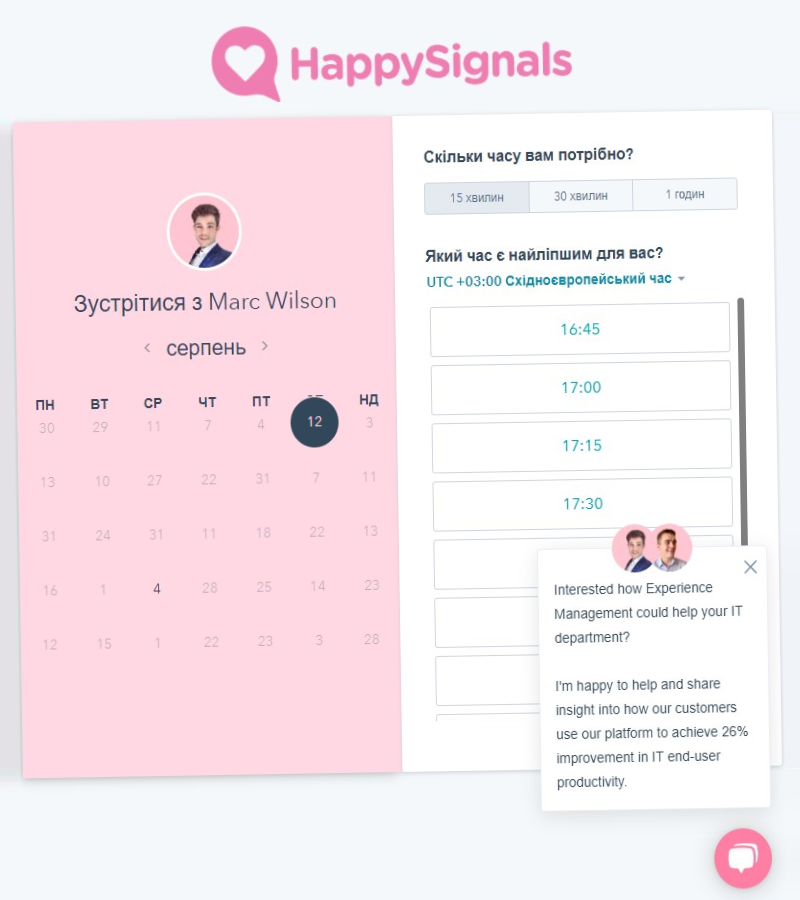 HappySignals
Зустрітися з Marc Wilson
серпень
ПН ВТ СР ЧТ ПТ НД
30 29 11 7 4 12 3
13 10 27 22 31 7 11
31 24 31 11 18 22 13
16 1 4 28 25 14 23
12 15 1 22 23 3 28
Скільки часу вам потрібно?
15 хвилин 30 хвилин 1 годин
Який час є найліпшим для вас?
UTC +03:00 Східноєвропейський час
16:45
17:00
17:15
17:30
Interested how Experience
Management could help your IT
department?
I'm happy to help and share
insight into how our customers
use our platform to achieve 26%
improvement in IT end-user
productivity.